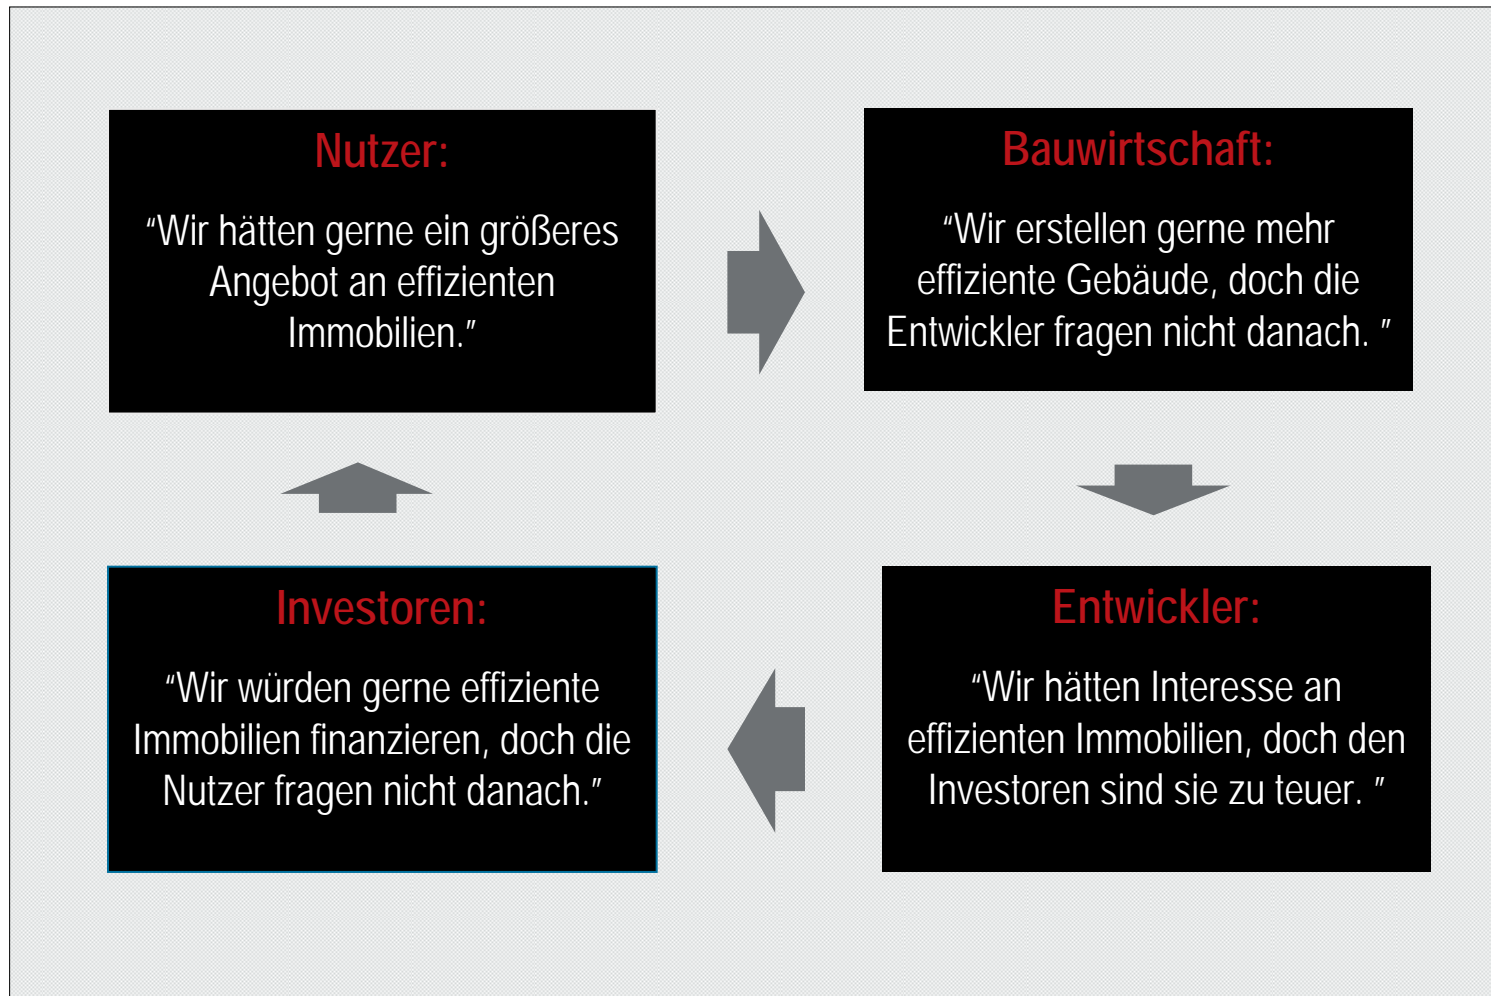 Nutzer:
“Wir hätten gerne ein größeres
Angebot an effizienten
Immobilien.”
Bauwirtschaft:
“Wir erstellen gerne mehr
effiziente Gebäude, doch die
Entwickler fragen nicht danach. ”
Investoren:
“Wir würden gerne effiziente
Immobilien finanzieren, doch die
Nutzer fragen nicht danach.”
Entwickler:
“Wir hätten Interesse an
effizienten Immobilien, doch den
Investoren sind sie zu teuer. ”